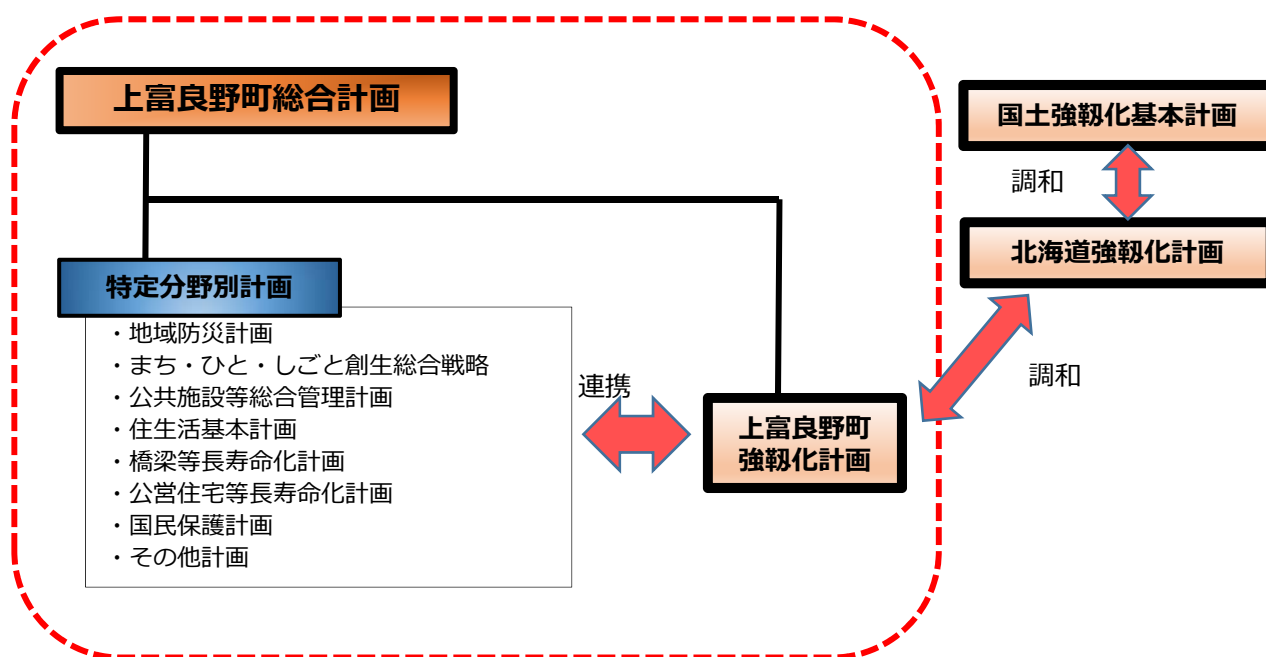 上富良野町総合計画
国土強靱化基本計画
調和
北海道強靱化計画
特定分野別計画
・地域防災計画
・まち・ひと・しごと創生総合戦略
・公共施設等総合管理計画
・住生活基本計画
・橋梁等長寿命化計画
・公営住宅等長寿命化計画
・国民保護計画
・その他計画
連携
上富良野町
強靱化計画
調和